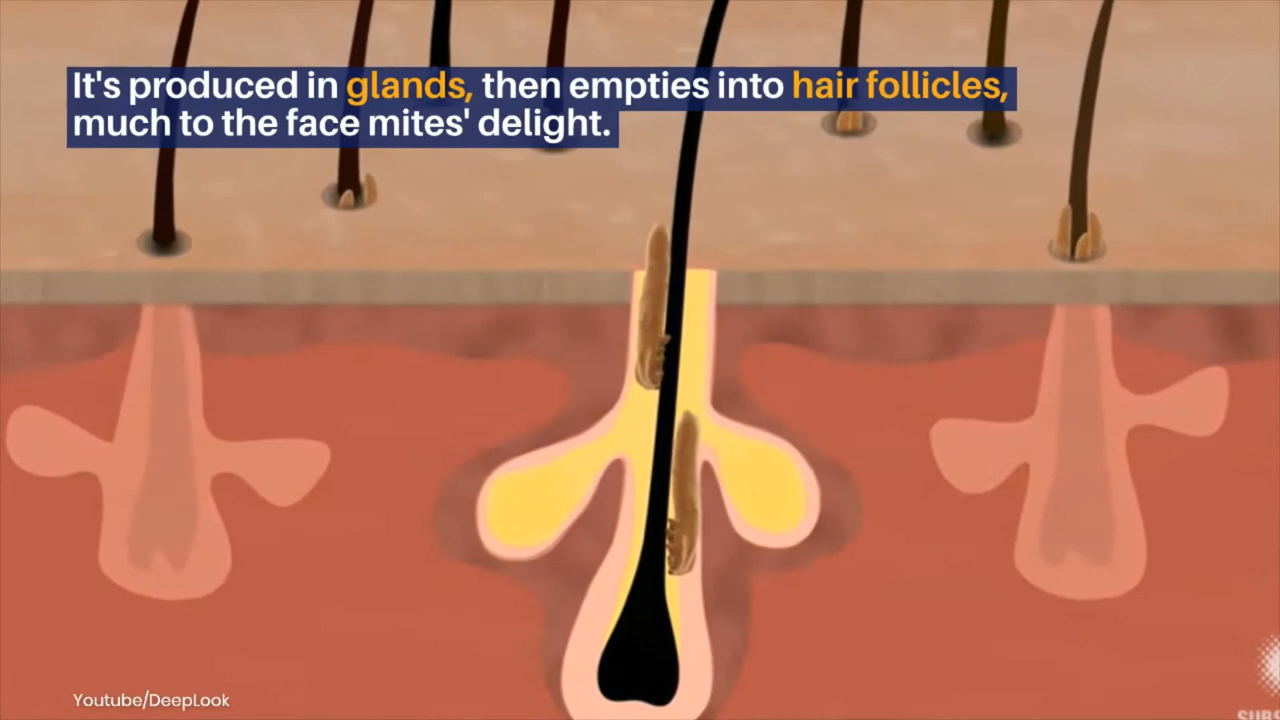 It's produced in glands, then empties into hair follicles,
much to the face mites' delight.
Youtube/DeepLook